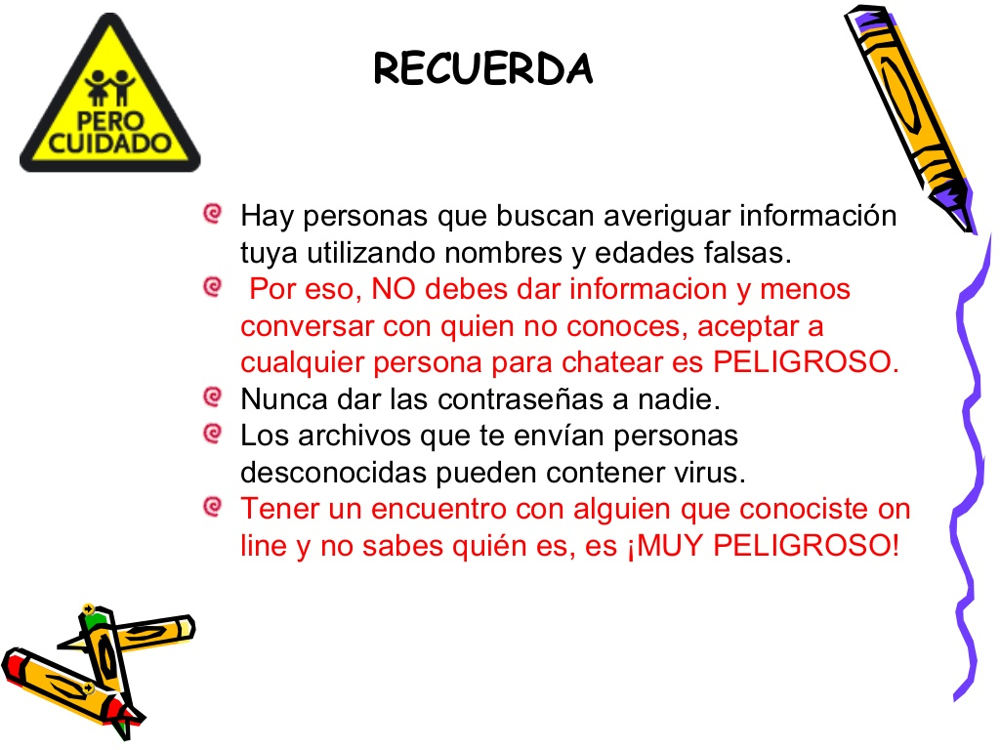 PERO
CUIDADO
RECUERDA
Hay personas que buscan averiguar información
tuya utilizando nombres y edades falsas.
Por eso, NO debes dar informacion y menos
conversar con quien no conoces, aceptar a
cualquier persona para chatear es PELIGROSO.
Nunca dar las contraseñas a nadie.
Los archivos que te envían personas
desconocidas pueden contener virus.
Tener un encuentro con alguien que conociste on
line y no sabes quién es, es ¡MUY PELIGROSO!